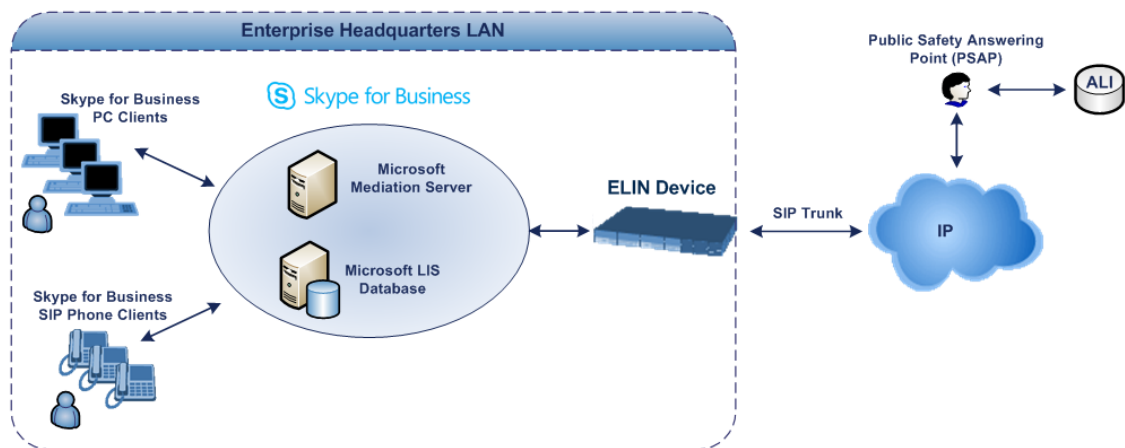 Enterprise Headquarters LAN
Skype for Business
PC Clients
Skype for Business
Microsoft
Mediation Server
Microsoft LIS
Database
Skype for Business
SIP Phone Clients
ELIN Device
SIP Trunk
IP
Public Safety Answering
Point (PSAP)
ALI